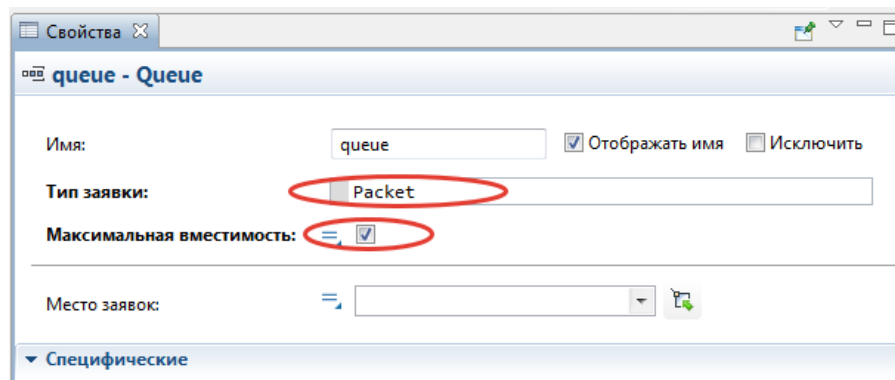 Свойства
queue - Queue
Имя: queue Отображать имя Исключить
Тип заявки: Packet
Максимальная вместимость:
Место заявок:
Специфические